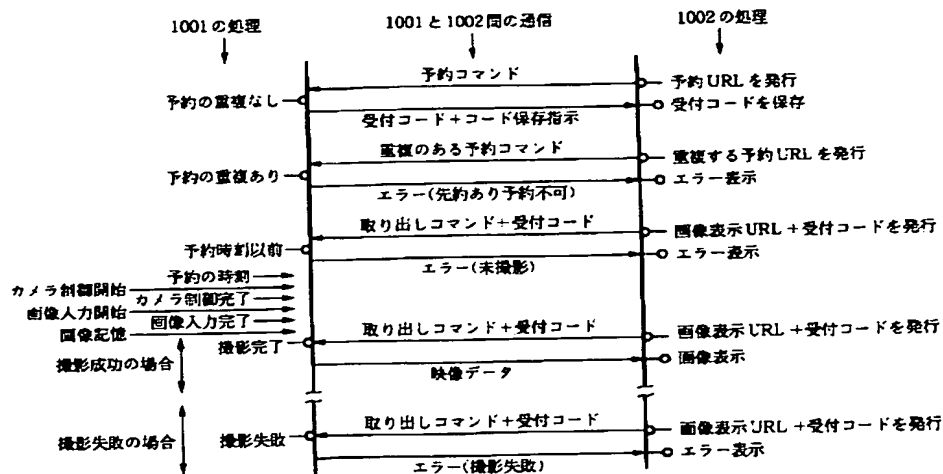 1001の処理
1001と1002間の通信
1002の処理
予約コマンド
予約URLを発行
予約の重複なし
受付コードを保存
受付コード+コード保存指示
重複のある予約コマンド
重複する予約URLを発行
予約の重複あり
エラー表示
エラー(先約あり予約不可)
取り出しコマンド+受付コード
画像表示URL+受付コードを発行
予約時刻以前
エラー表示
エラー(未撮影)
予約の時刻
カメラ制御開始
カメラ制御完了
画像入力開始
画像入力完了
画像記憶
取り出しコマンド+受付コード
画像表示URL+受付コードを発行
撮影完了
画像表示
撮影成功の場合
映像データ
取り出しコマンド+受付コード
画像表示URL+受付コードを発行
撮影失敗の場合
撮影失敗
エラー表示
エラー(撮影失敗)